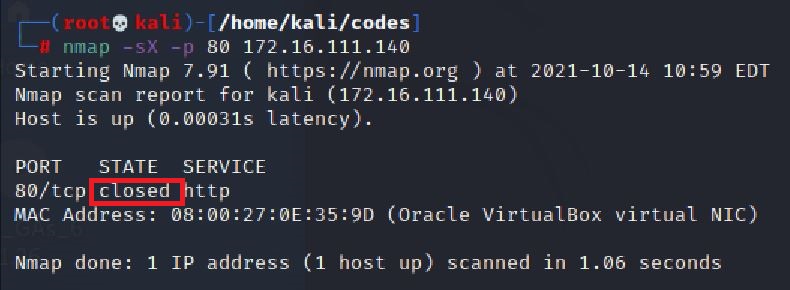 (root💀kali)-[/home/kali/codes]
# nmap -sX -p 80 172.16.111.140
Starting Nmap 7.91 ( https://nmap.org ) at 2021-10-14 10:59 EDT
Nmap scan report for kali (172.16.111.140)
Host is up (0.00031s latency).
PORT   STATE  SERVICE
80/tcp closed http
MAC Address: 08:00:27:0E:35:9D (Oracle VirtualBox virtual NIC)
Nmap done: 1 IP address (1 host up) scanned in 1.06 seconds